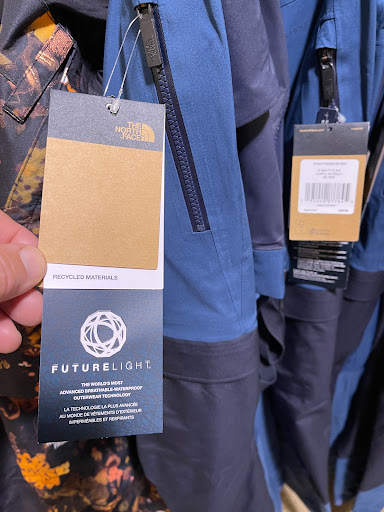 THE
NORTH
FACE
RECYCLED MATERIALS
FUTURELIGHT™
THE WORLD'S MOST
ADVANCED BREATHABLE-WATERPROOF
OUTERWEAR TECHNOLOGY
LA TECHNOLOGIE LA PLUS AVANCÉE
AU MONDE DE VÊTEMENTS D'EXTÉRIEUR
IMPERMÉABLES ET RESPIRANTS